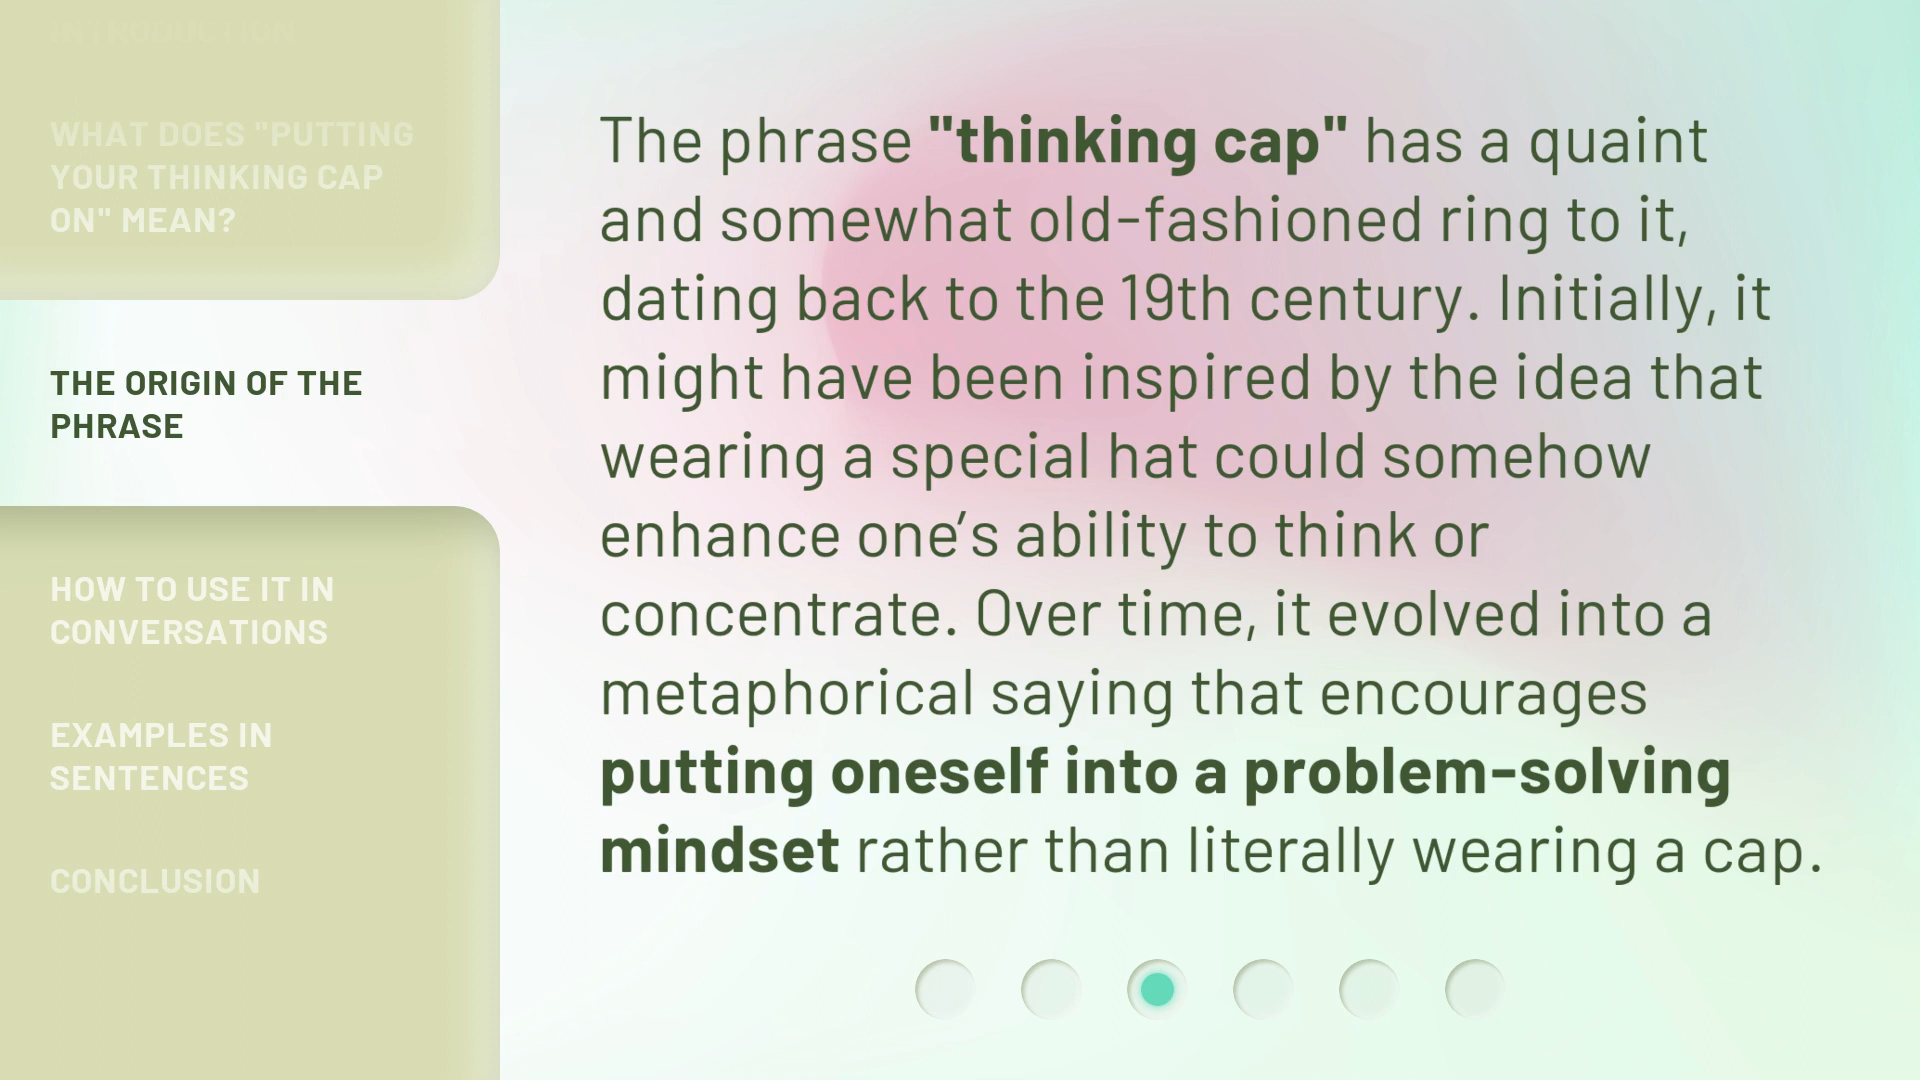 INTRODUCTION
WHAT DOES "PUTTING
YOUR THINKING CAP
ON" MEAN?
THE ORIGIN OF THE
PHRASE
HOW TO USE IT IN
CONVERSATIONS
EXAMPLES IN
SENTENCES
CONCLUSION
The phrase "thinking cap" has a quaint
and somewhat old-fashioned ring to it,
dating back to the 19th century. Initially, it
might have been inspired by the idea that
wearing a special hat could somehow
enhance one’s ability to think or
concentrate. Over time, it evolved into a
metaphorical saying that encourages
putting oneself into a problem-solving
mindset rather than literally wearing a cap.